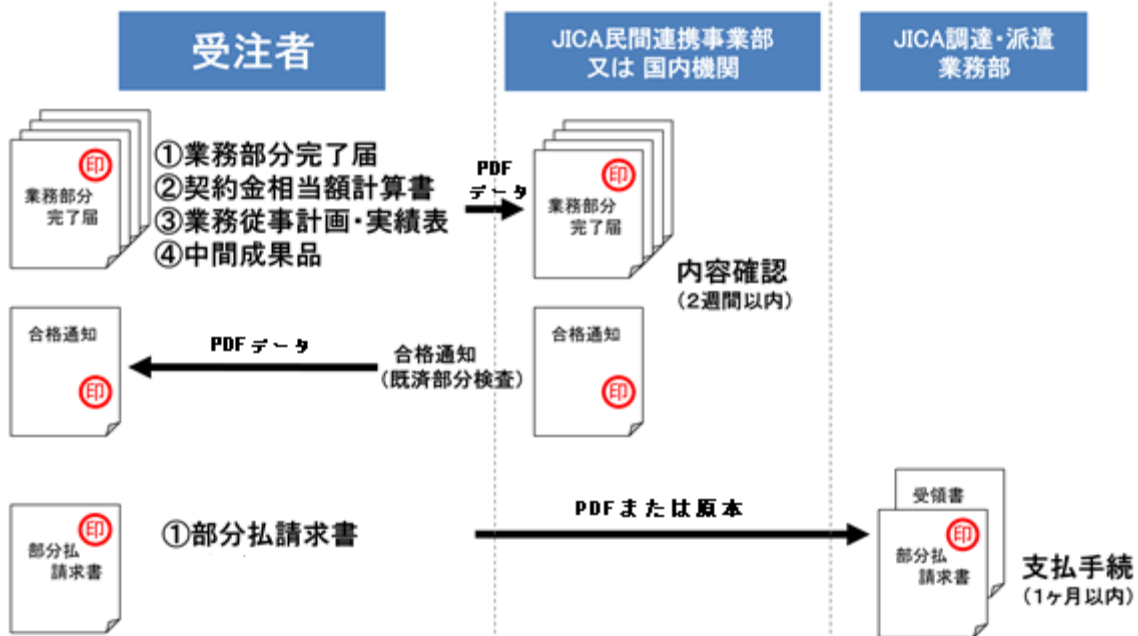 受注者
JICA民間連携事業部
又は 国内機関
JICA調達・派遣
業務部
印
業務部分
完了届
①業務部分完了届
②契約金相当額計算書
③業務従事計画・実績表
④中間成果品
PDF
データ
印
業務部分
完了届
内容確認
(2週間以内)
合格通知
印
PDFデータ
合格通知
(既済部分検査)
合格通知
印
印
部分払
請求書
①部分払請求書
PDFまたは原本
受領書
印
部分払
請求書
支払手続
(1ヶ月以内)